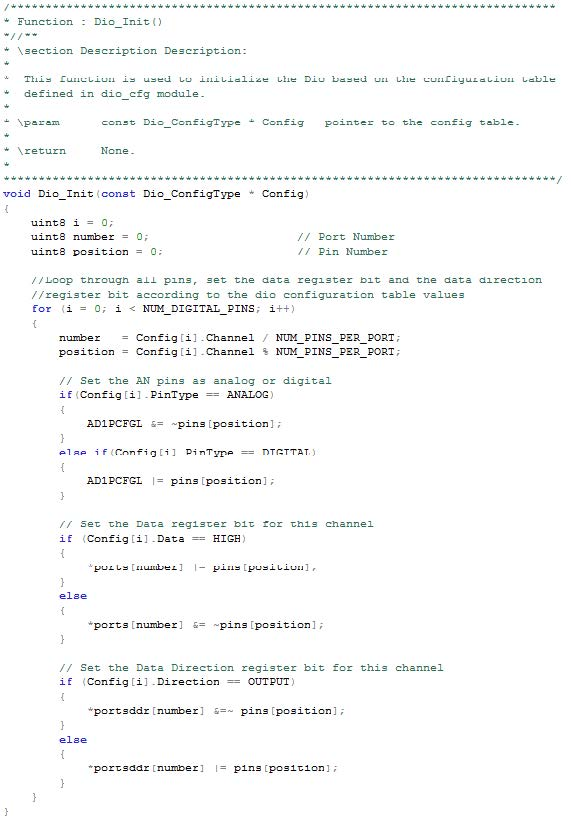 /******************************************************************************
* Function : Dio_Init()
*//**
* \section Description Description:
*
*  This function is used to initialize the Dio based on the configuration table
*  defined in dio_cfg module.
*
* \param      const Dio_ConfigType * Config   pointer to the config table.
*
* \return     None.
*
*******************************************************************************/
void Dio_Init(const Dio_ConfigType * Config)
{
    uint8 i = 0;
    uint8 number = 0;                     // Port Number
    uint8 position = 0;                   // Pin Number

    //Loop through all pins, set the data register bit and the data direction
    //register bit according to the dio configuration table values
    for (i = 0; i < NUM_DIGITAL_PINS; i++)
    {
        number   = Config[i].Channel / NUM_PINS_PER_PORT;
        position = Config[i].Channel % NUM_PINS_PER_PORT;

        // Set the AN pins as analog or digital
        if(Config[i].PinType == ANALOG)
        {
            AD1PCFGL &= ~pins[position];
        }
        else if(Config[i].PinType == DIGITAL)
        {
            AD1PCFGL |= pins[position];
        }

        // Set the Data register bit for this channel
        if (Config[i].Data == HIGH)
        {
            *ports[number] |= pins[position];
        }
        else
        {
            *ports[number] &= ~pins[position];
        }

        // Set the Data Direction register bit for this channel
        if (Config[i].Direction == OUTPUT)
        {
            *portsddr[number] &=~ pins[position];
        }
        else
        {
            *portsddr[number] |= pins[position];
        }
    }
}